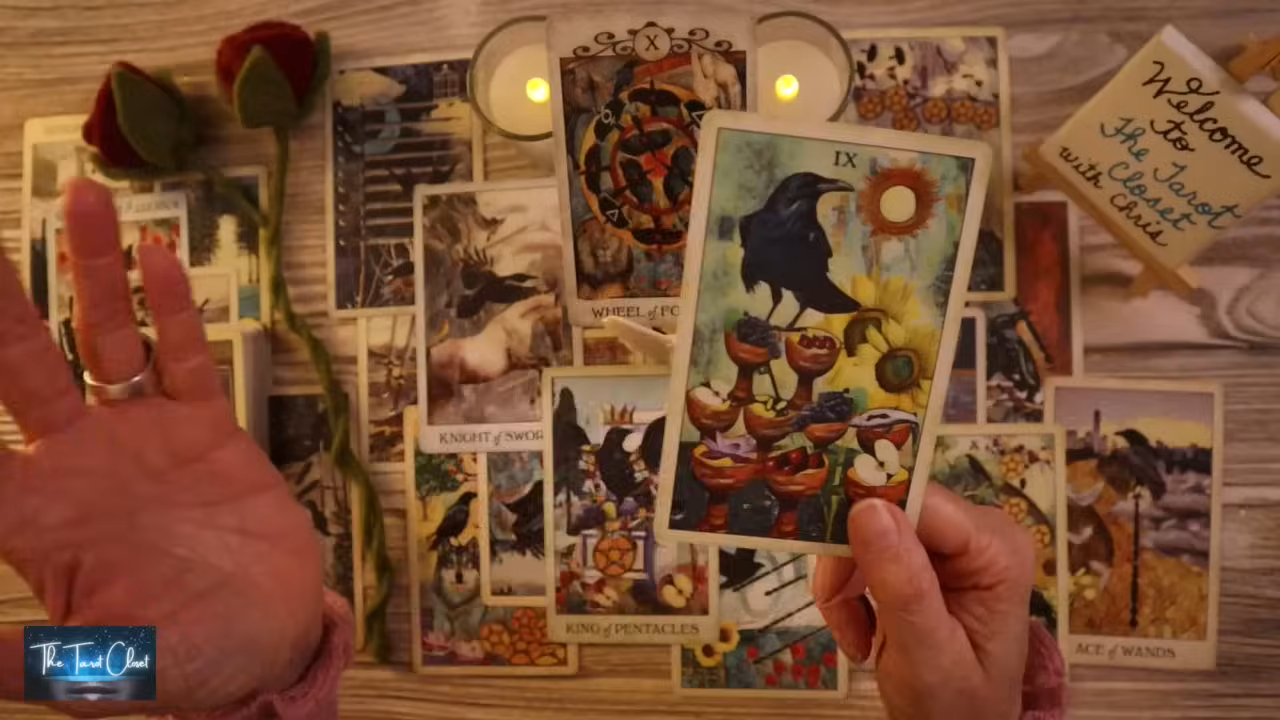 X
Welcome
to
The Tarot
Closet
with Chris
IX
WHEEL of FO
KNIGHT of SWOR
KING of PENTACLES
X
ACE of WANDS
The Tarot Closet